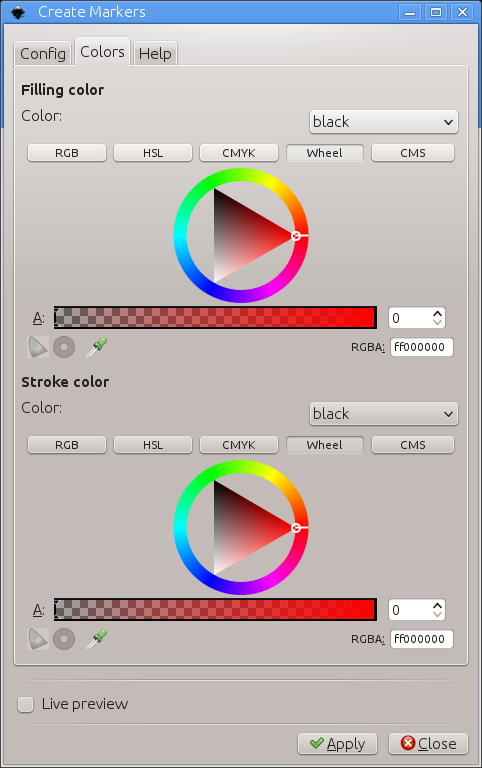 Create Markers
Config Colors Help
Filling color
Color: black
RGB HSL CMYK Wheel CMS
A: 0
RGBA: ff000000
Stroke color
Color: black
RGB HSL CMYK Wheel CMS
A: 0
RGBA: ff000000
Live preview
Apply Close